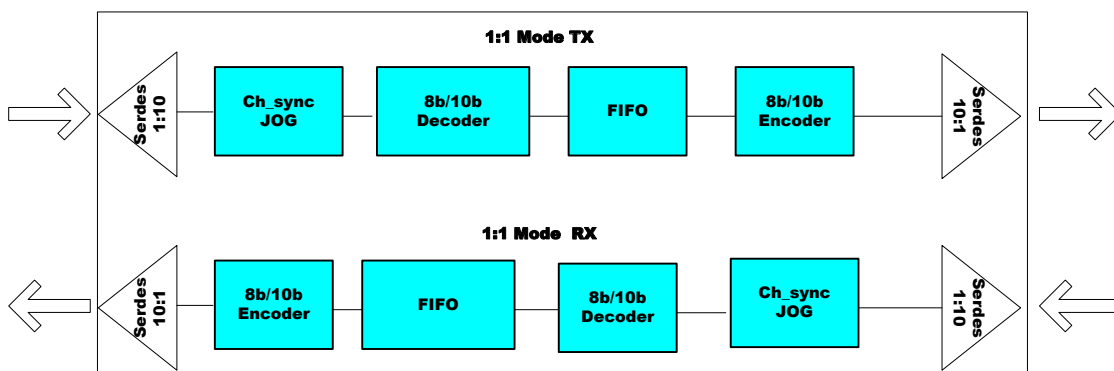 1:1 Mode TX
Serdes
1:10
Ch_sync
JOG
8b/10b
Decoder
FIFO
8b/10b
Encoder
Serdes
10:1
1:1 Mode RX
Serdes
10:1
8b/10b
Encoder
FIFO
8b/10b
Decoder
Ch_sync
JOG
Serdes
1:10